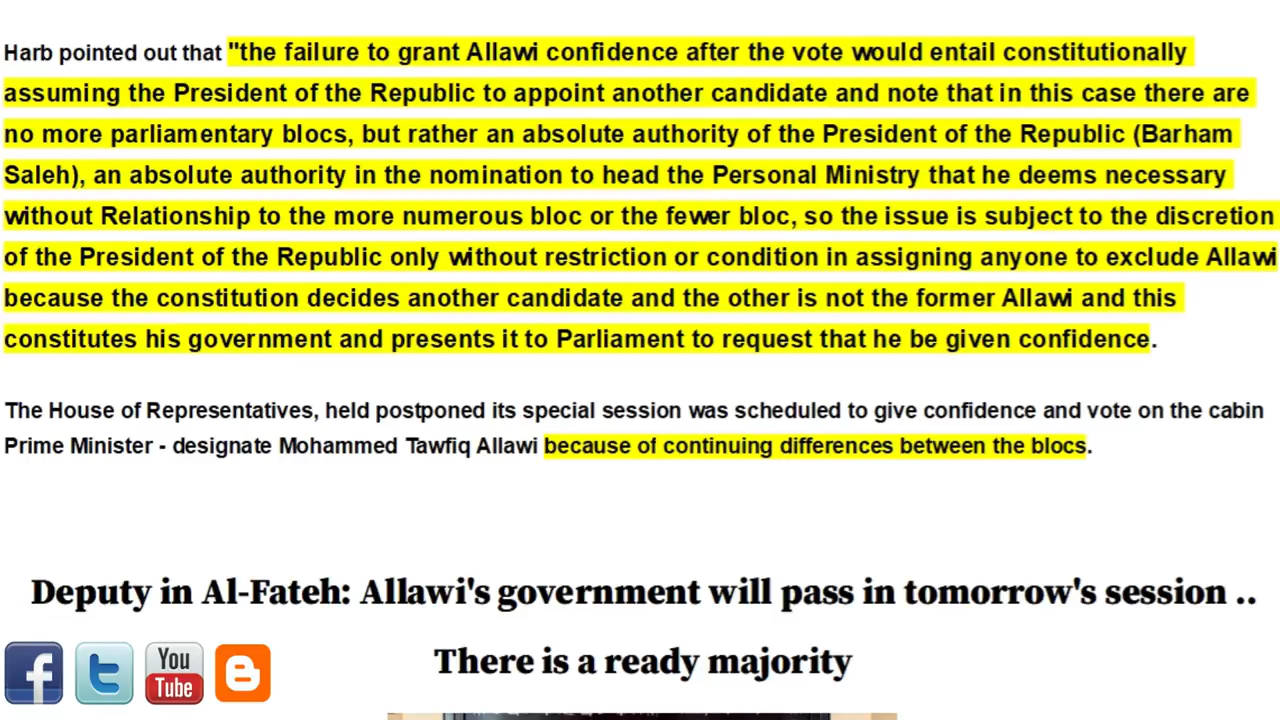 Harb pointed out that "the failure to grant Allawi confidence after the vote would entail constitutionally
assuming the President of the Republic to appoint another candidate and note that in this case there are
no more parliamentary blocs, but rather an absolute authority of the President of the Republic (Barham
Saleh), an absolute authority in the nomination to head the Personal Ministry that he deems necessary
without Relationship to the more numerous bloc or the fewer bloc, so the issue is subject to the discretion
of the President of the Republic only without restriction or condition in assigning anyone to exclude Allawi
because the constitution decides another candidate and the other is not the former Allawi and this
constitutes his government and presents it to Parliament to request that he be given confidence.
The House of Representatives, held postponed its special session was scheduled to give confidence and vote on the cabin
Prime Minister - designate Mohammed Tawfiq Allawi because of continuing differences between the blocs.
Deputy in Al-Fateh: Allawi's government will pass in tomorrow's session ..
There is a ready majority
You
Tube